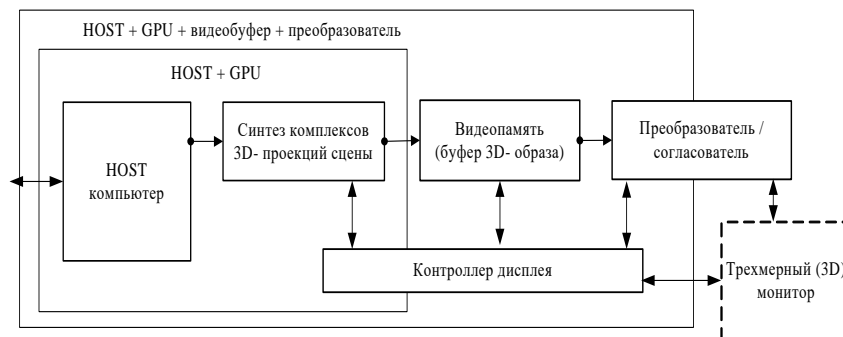 HOST + GPU + видеобуфер + преобразователь
HOST + GPU
HOST
компьютер
Синтез комплексов
3D- проекций сцены
Видеопамять
(буфер 3D- образа)
Преобразователь /
согласователь
Контроллер дисплея
Трехмерный (3D)
монитор